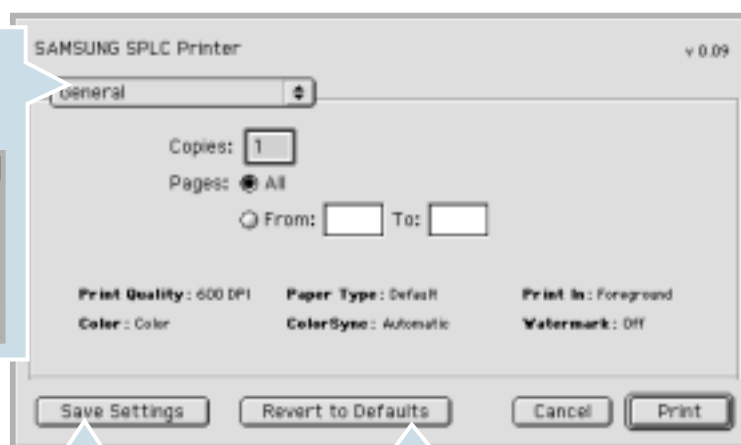 SAMSUNG SPLC Printer v 0.09
General
Copies: 1
Pages: All
From: To:
Print Quality : 600 DPI Paper Type : Default Print In : Foreground
Color : Color ColorSync : Automatic Watermark : Off
Save Settings Revert to Defaults Cancel Print